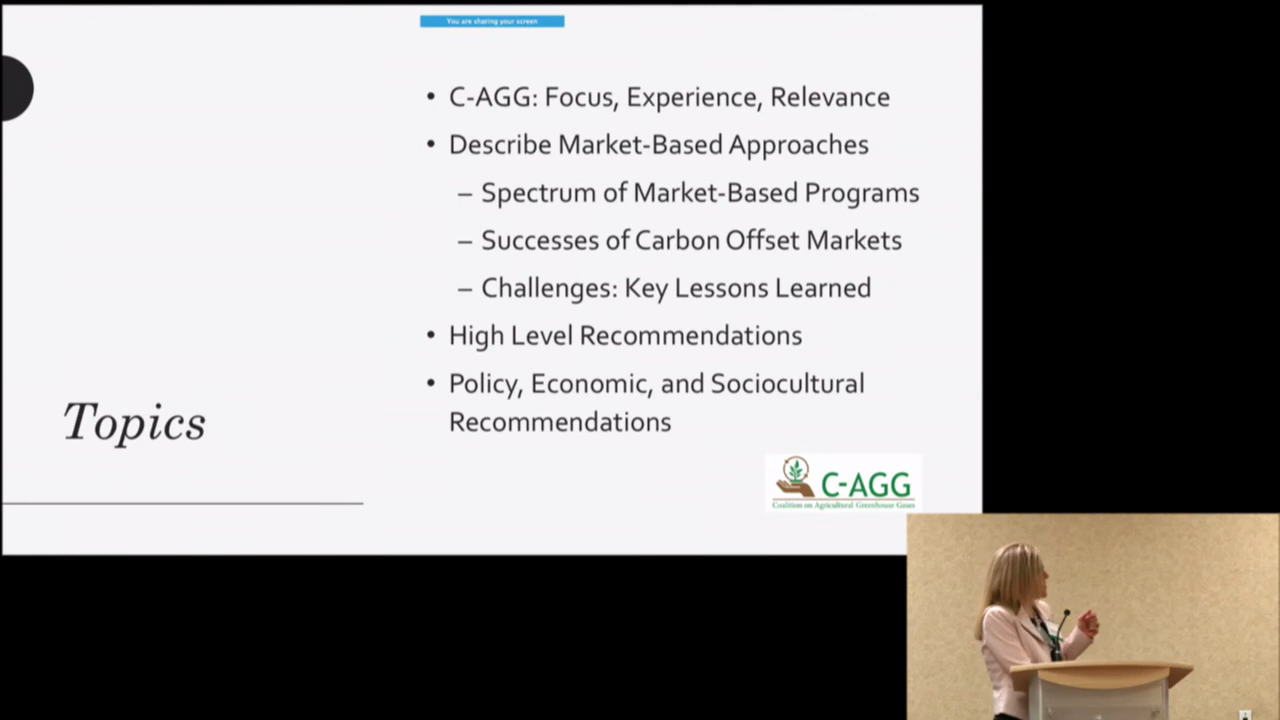 You are sharing your screen
• C-AGG: Focus, Experience, Relevance
• Describe Market-Based Approaches
– Spectrum of Market-Based Programs
– Successes of Carbon Offset Markets
– Challenges: Key Lessons Learned
• High Level Recommendations
• Policy, Economic, and Sociocultural
Recommendations
Topics
C-AGG
Coalition on Agricultural Greenhouse Gases